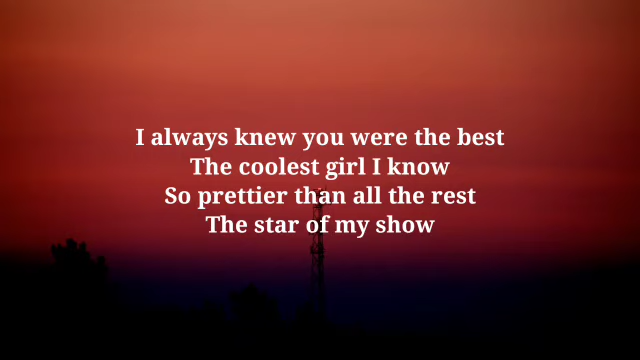 I always knew you were the best
The coolest girl I know
So prettier than all the rest
The star of my show